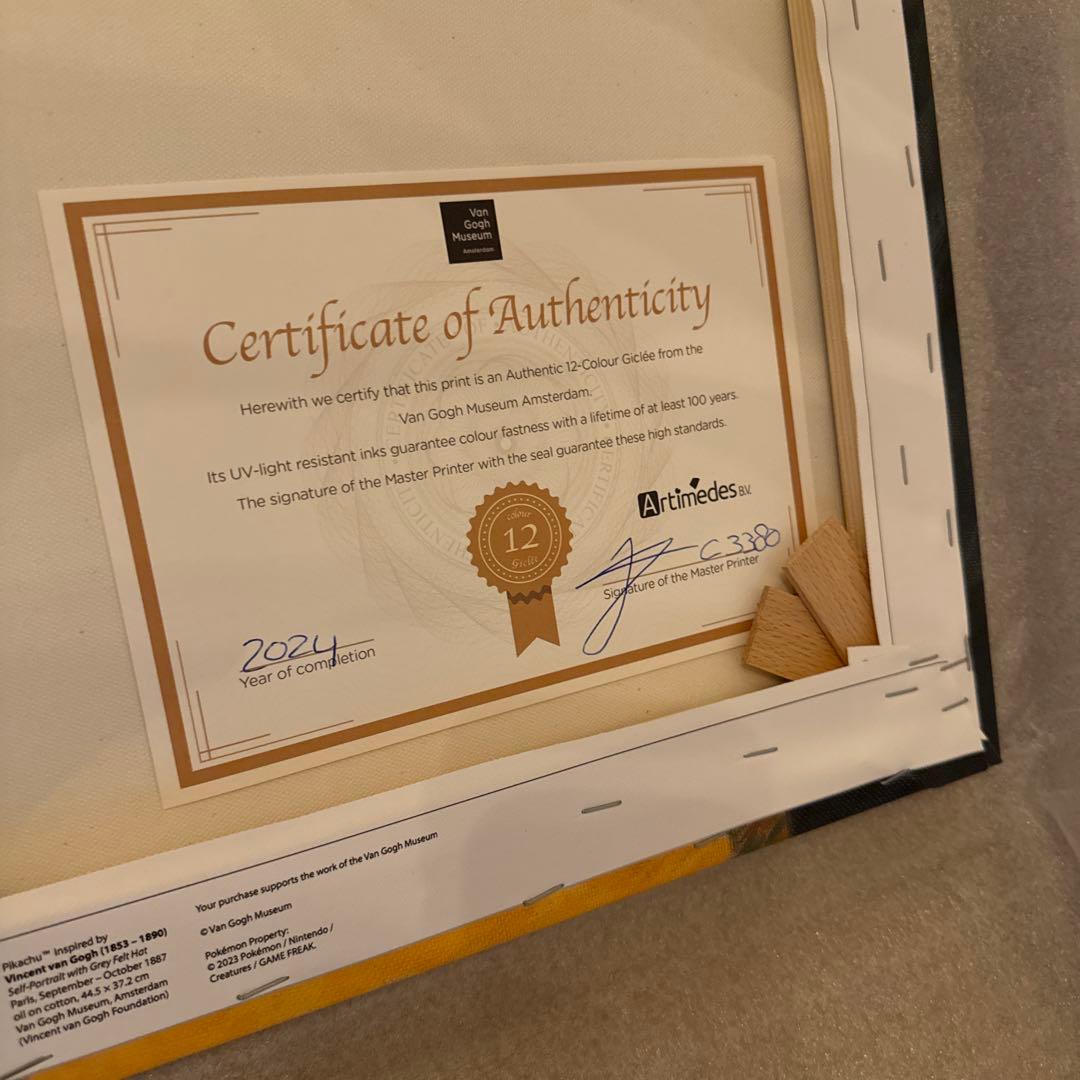 Van
Gogh
Museum
Amsterdam
Certificate of Authenticity
Herewith we certify that this print is an Authentic 12-Colour Giclée from the
Van Gogh Museum Amsterdam.
Its UV-light resistant inks guarantee colour fastness with a lifetime of at least 100 years.
The signature of the Master Printer with the seal guarantee these high standards.
colour
12
Giclée
Artimedes B.V.
C3380
Signature of the Master Printer
2024
Year of completion
Your purchase supports the work of the Van Gogh Museum
© Van Gogh Museum
Pokémon Property:
© 2023 Pokémon / Nintendo /
Creatures / GAME FREAK.
Pikachu™ Inspired by
Vincent van Gogh (1853 – 1890)
Self-Portrait with Grey Felt Hat
Paris, September – October 1887
oil on cotton, 44.5 × 37.2 cm
Van Gogh Museum, Amsterdam
(Vincent van Gogh Foundation)